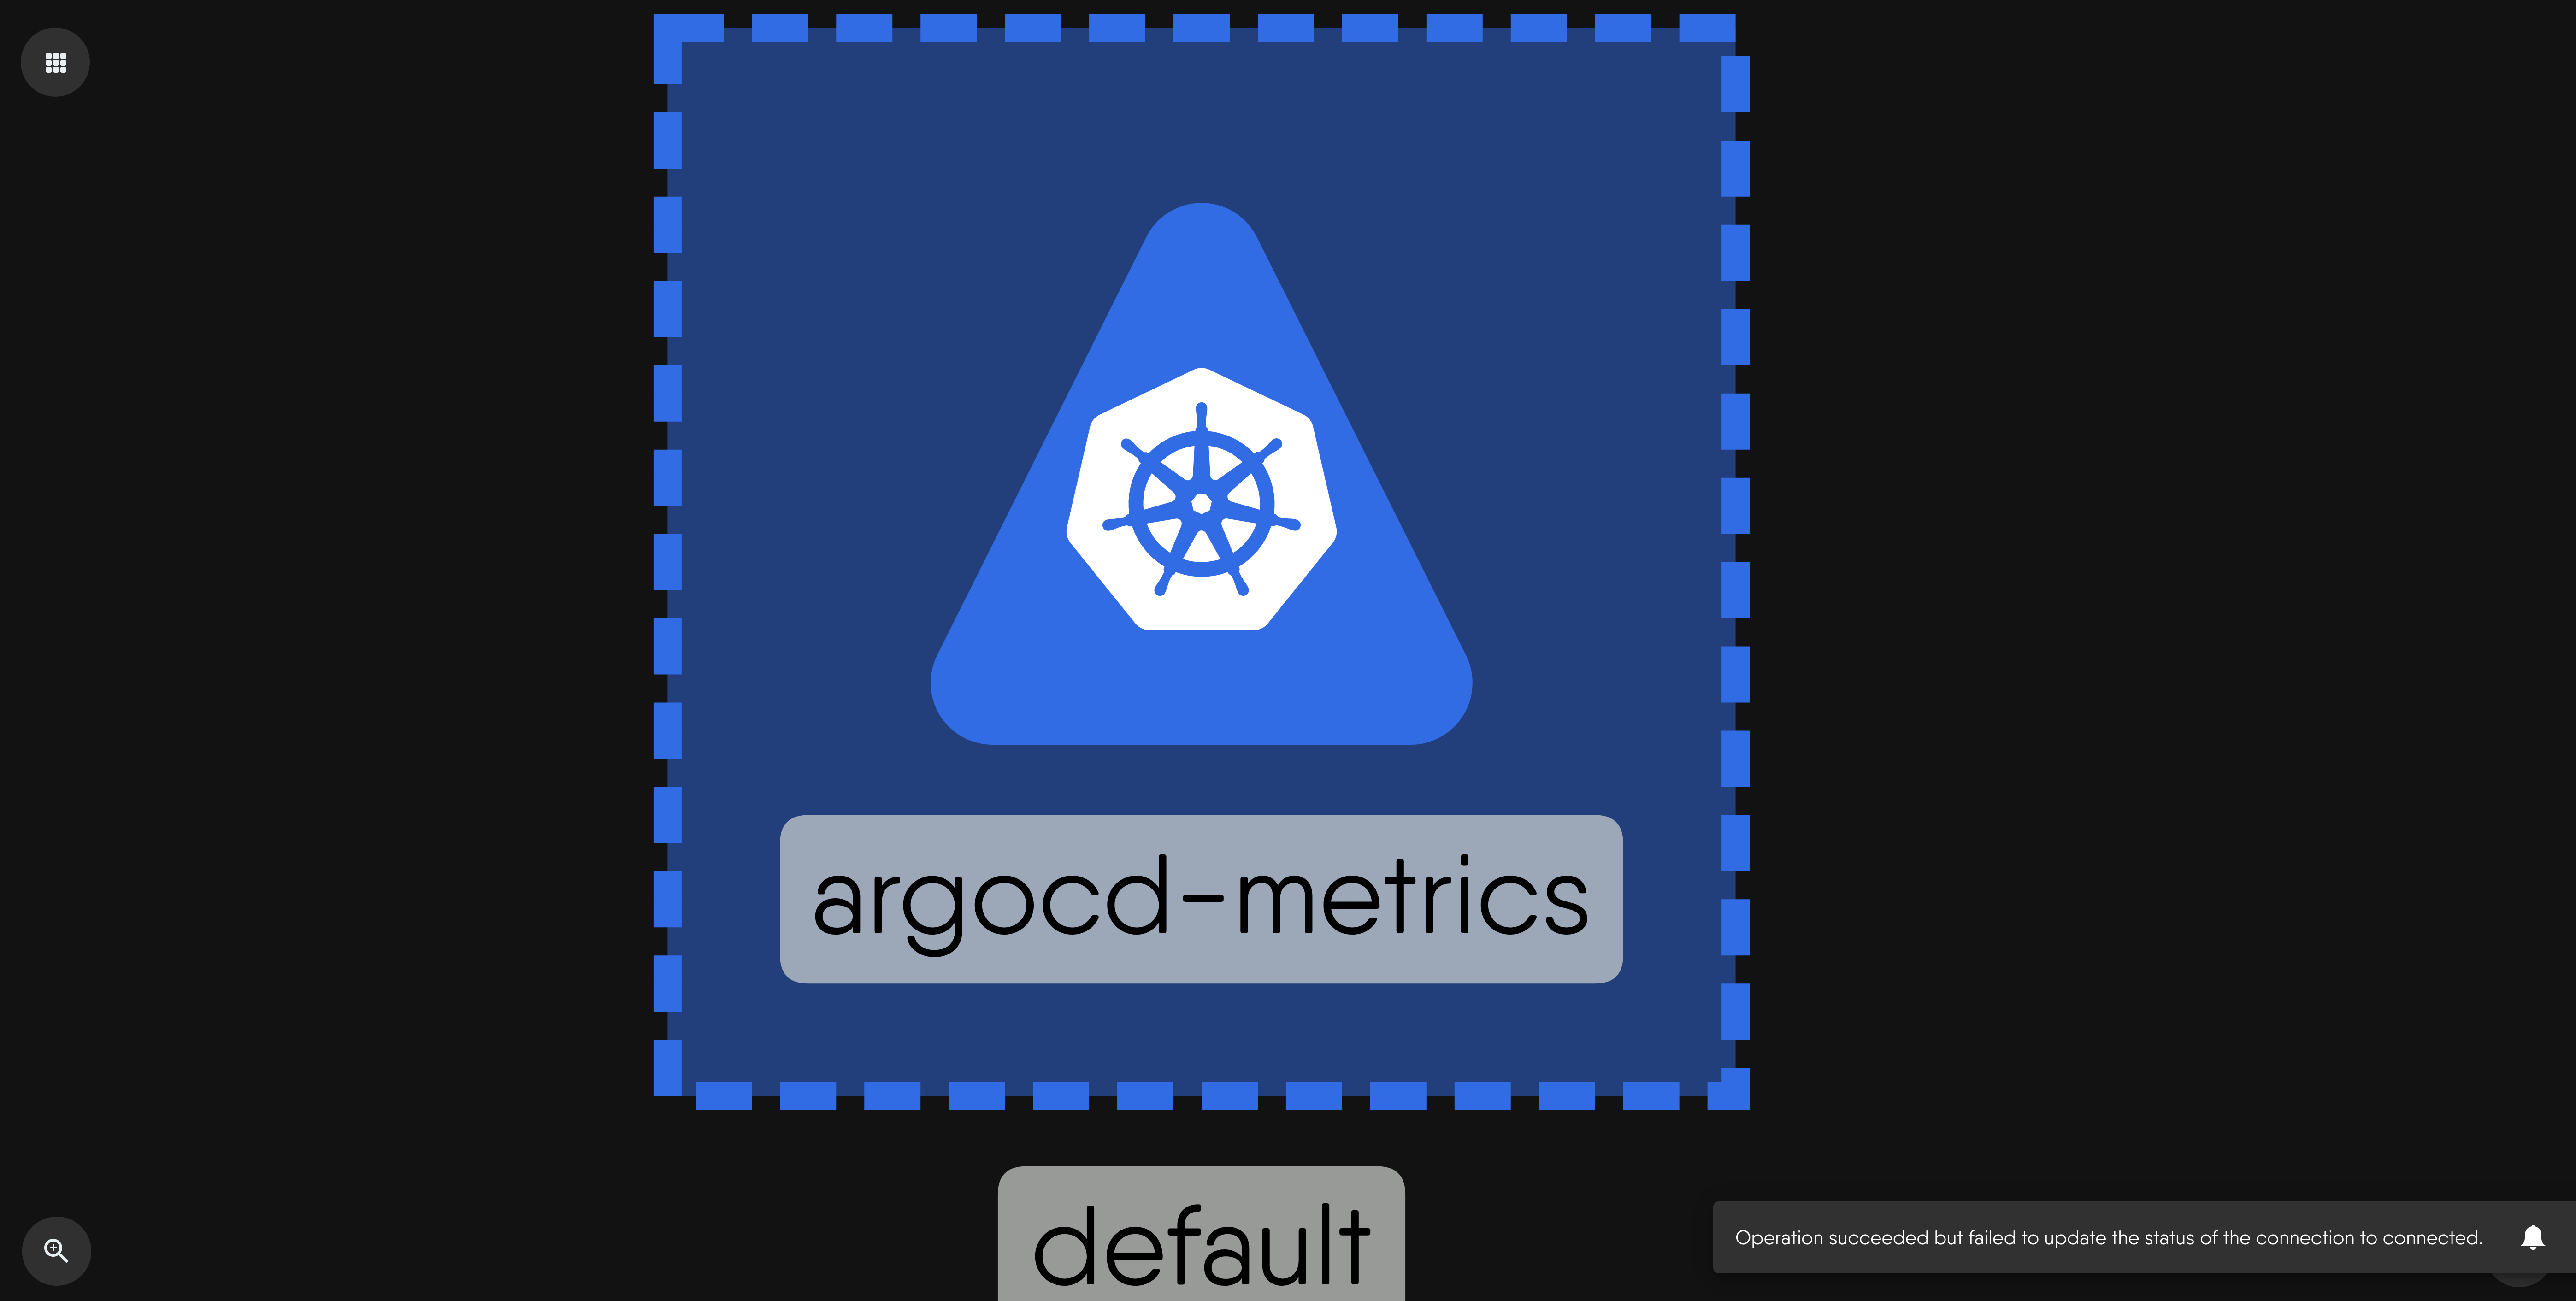 argocd-metrics
default
Operation succeeded but failed to update the status of the connection to connected.